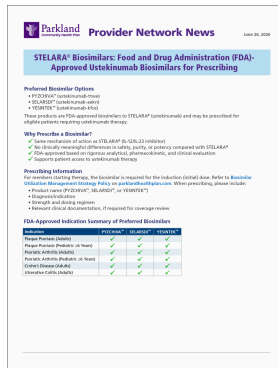 Parkland
Community Health Plan
Provider Network News
June 26, 2026
STELARA® Biosimilars: Food and Drug Administration (FDA)-
Approved Ustekinumab Biosimilars for Prescribing
Preferred Biosimilar Options
• PYZCHIVA™ (ustekinumab-ttwe)
• SELARSDI™ (ustekinumab-aekn)
• YESINTEK™ (ustekinumab-kfce)
These products are FDA-approved biosimilars to STELARA® (ustekinumab) and may be prescribed for
eligible patients requiring ustekinumab therapy.
Why Prescribe a Biosimilar?
✓ Same mechanism of action as STELARA® (IL-12/IL-23 inhibitor)
✓ No clinically meaningful differences in safety, purity, or potency compared with STELARA®
✓ FDA-approved based on rigorous analytical, pharmacokinetic, and clinical evaluation
✓ Supports patient access to ustekinumab therapy
Prescribing Information
For members starting therapy, the biosimilar is required for the induction (initial) dose. Refer to Biosimilar
Utilization Management Strategy Policy on parklandhealthplan.com. When prescribing, please include:
• Product name (PYZCHIVA™, SELARSDI™, or YESINTEK™)
• Diagnosis/indication
• Strength and dosing regimen
• Relevant clinical documentation, if required for coverage review
FDA-Approved Indication Summary of Preferred Biosimilars
Indication PYZCHIVA™ SELARSDI™ YESINTEK™
Plaque Psoriasis (Adults) ✓ ✓ ✓
Plaque Psoriasis (Pediatric ≥6 Years) ✓ ✓ ✓
Psoriatic Arthritis (Adults) ✓ ✓ ✓
Psoriatic Arthritis (Pediatric ≥6 Years) ✓ ✓ ✓
Crohn's Disease (Adults) ✓ ✓ ✓
Ulcerative Colitis (Adults) ✓ ✓ ✓